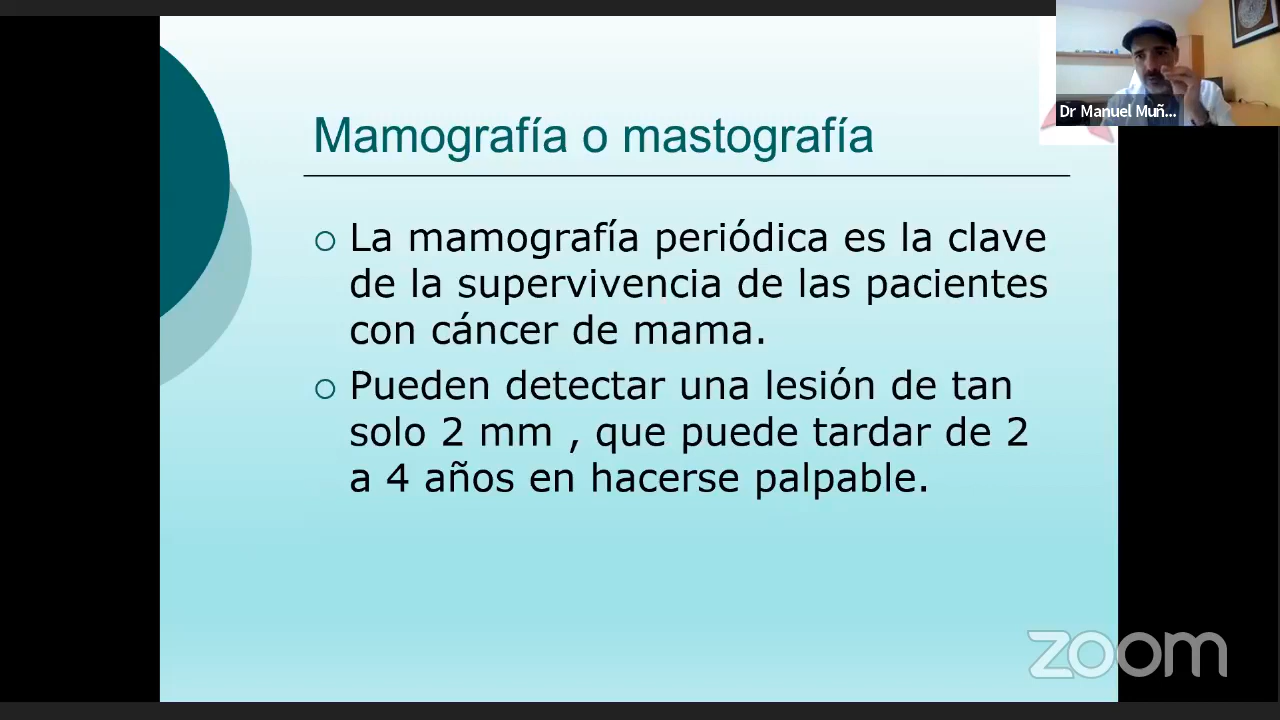 Dr Manuel Muñ...
Mamografía o mastografía
La mamografía periódica es la clave
de la supervivencia de las pacientes
con cáncer de mama.
Pueden detectar una lesión de tan
solo 2 mm , que puede tardar de 2
a 4 años en hacerse palpable.
zoom